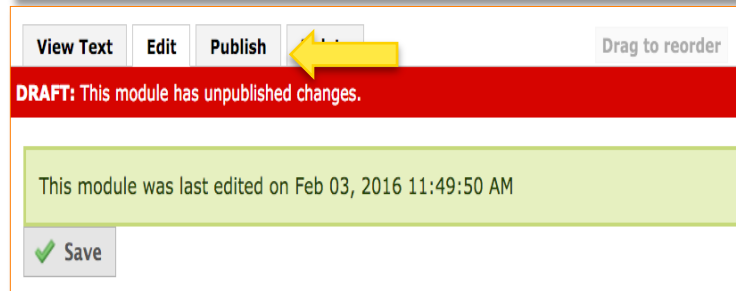 View Text Edit Publish Drag to reorder
DRAFT: This module has unpublished changes.
This module was last edited on Feb 03, 2016 11:49:50 AM
Save